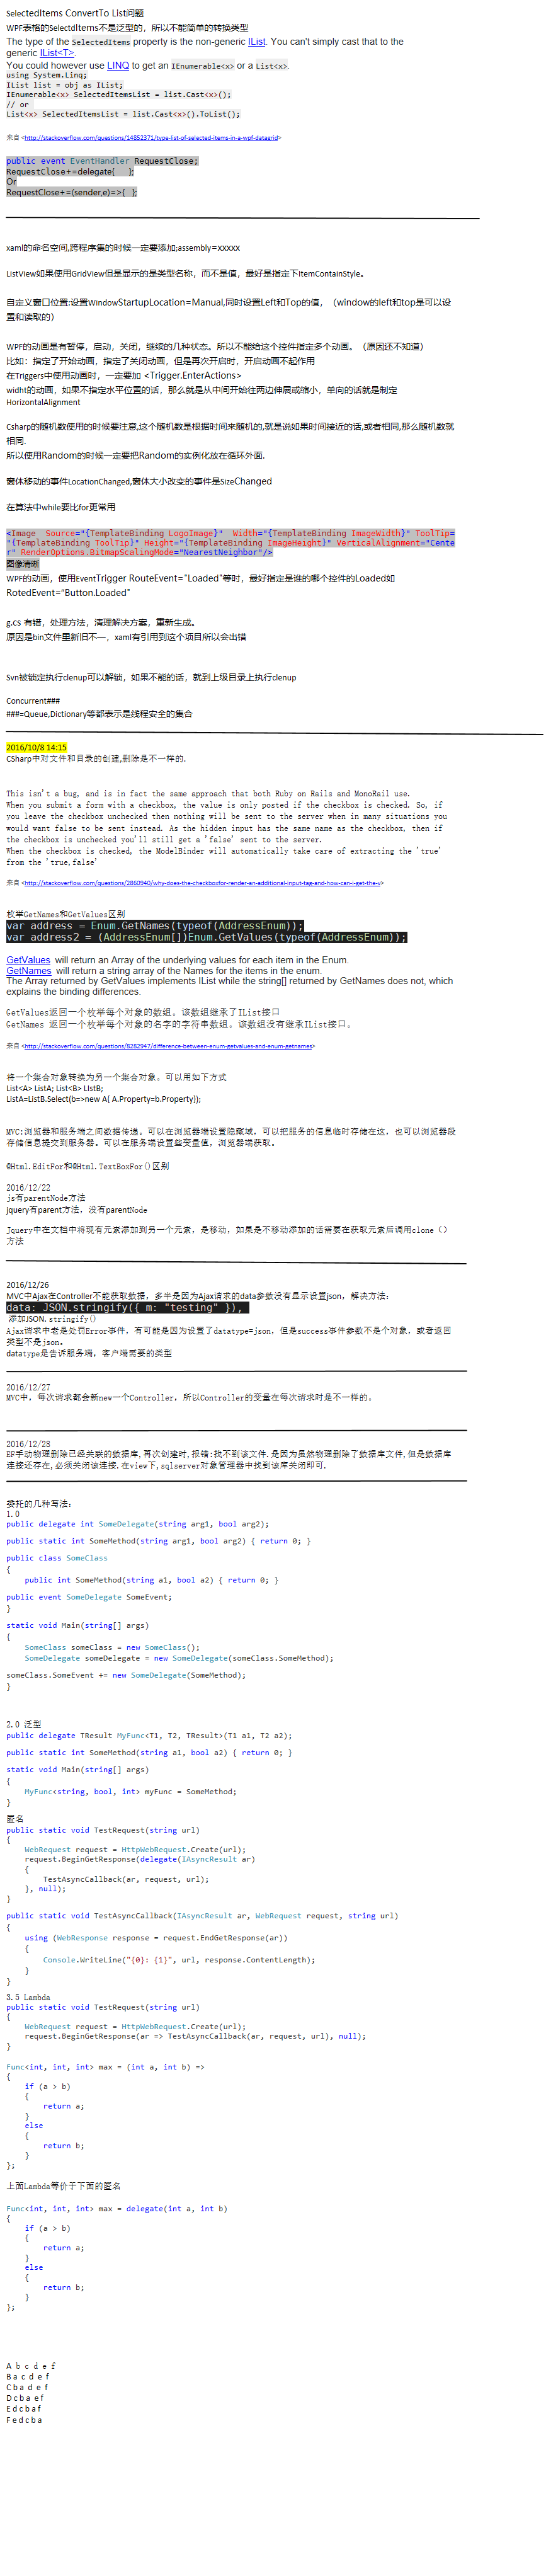 SelectedItems ConvertTo List问题
WPF表格的SelectdItems不是泛型的，所以不能简单的转换类型
The type of the SelectedItems property is the non-generic IList. You can't simply cast that to the
generic IList<T>.
You could however use LINQ to get an IEnumerable<x> or a List<x>.
using System.Linq;
IList list = obj as IList;
IEnumerable<x> SelectedItemsList = list.Cast<x>();
// or
List<x> SelectedItemsList = list.Cast<x>().ToList();
来自 <http://stackoverflow.com/questions/14852371/type-list-of-selected-items-in-a-wpf-datagrid>
public event EventHandler RequestClose;
RequestClose+=delegate{     };
Or
RequestClose+=(sender,e)=>{   };
xaml的命名空间,跨程序集的时候一定要添加;assembly=xxxxx
ListView如果使用GridView但是显示的是类型名称，而不是值，最好是指定下ItemContainStyle。
自定义窗口位置:设置WindowStartupLocation=Manual,同时设置Left和Top的值，（window的left和top是可以设
置和读取的）
WPF的动画是有暂停，启动，关闭，继续的几种状态。所以不能给这个控件指定多个动画。（原因还不知道）
比如：指定了开始动画，指定了关闭动画，但是再次开启时，开启动画不起作用
在Triggers中使用动画时，一定要加 <Trigger.EnterActions>
widht的动画，如果不指定水平位置的话，那么就是从中间开始往两边伸展或缩小，单向的话就是制定
HorizontalAlignment
Csharp的随机数使用的时候要注意,这个随机数是根据时间来随机的,就是说如果时间接近的话,或者相同,那么随机数就
相同.
所以使用Random的时候一定要把Random的实例化放在循环外面.
窗体移动的事件LocationChanged,窗体大小改变的事件是SizeChanged
在算法中while要比for更常用
<Image  Source="{TemplateBinding LogoImage}"  Width="{TemplateBinding ImageWidth}" ToolTip=
"{TemplateBinding ToolTip}" Height="{TemplateBinding ImageHeight}" VerticalAlignment="Cente
r" RenderOptions.BitmapScalingMode="NearestNeighbor"/>
图像清晰
WPF的动画，使用EventTrigger RouteEvent="Loaded"等时，最好指定是谁的哪个控件的Loaded如
RotedEvent="Button.Loaded"
g.cs 有错，处理方法，清理解决方案，重新生成。
原因是bin文件里新旧不一，xaml有引用到这个项目所以会出错
Svn被锁定执行clenup可以解锁，如果不能的话，就到上级目录上执行clenup
Concurrent###
###=Queue,Dictionary等都表示是线程安全的集合
2016/10/8 14:15
CSharp中对文件和目录的创建,删除是不一样的.
This isn't a bug, and is in fact the same approach that both Ruby on Rails and MonoRail use.
When you submit a form with a checkbox, the value is only posted if the checkbox is checked. So, if
you leave the checkbox unchecked then nothing will be sent to the server when in many situations you
would want false to be sent instead. As the hidden input has the same name as the checkbox, then if
the checkbox is unchecked you'll still get a 'false' sent to the server.
When the checkbox is checked, the ModelBinder will automatically take care of extracting the 'true'
from the 'true,false'
来自 <http://stackoverflow.com/questions/2860940/why-does-the-checkboxfor-render-an-additional-input-tag-and-how-can-i-get-the-v>
枚举GetNames和GetValues区别
var address = Enum.GetNames(typeof(AddressEnum));
var address2 = (AddressEnum[])Enum.GetValues(typeof(AddressEnum));
GetValues  will return an Array of the underlying values for each item in the Enum.
GetNames  will return a string array of the Names for the items in the enum.
The Array returned by GetValues implements IList while the string[] returned by GetNames does not, which
explains the binding differences.
GetValues返回一个枚举每个对象的数组。该数组继承了IList接口
GetNames 返回一个枚举每个对象的名字的字符串数组。该数组没有继承IList接口。
来自 <http://stackoverflow.com/questions/8282947/difference-between-enum-getvalues-and-enum-getnames>
将一个集合对象转换为另一个集合对象。可以用如下方式
List<A> ListA; List<B> LIstB;
ListA=ListB.Select(b=>new A{ A.Property=b.Property});
MVC:浏览器和服务端之间数据传递。可以在浏览器端设置隐藏域，可以把服务的信息临时存储在这，也可以浏览器段
存储信息提交到服务器。可以在服务端设置些变量值，浏览器端获取。
@Html.EditFor和@Html.TextBoxFor()区别
2016/12/22
js有parentNode方法
jquery有parent方法，没有parentNode
Jquery中在文档中将现有元素添加到另一个元素，是移动，如果是不移动添加的话需要在获取元素后调用clone（）
方法
2016/12/26
MVC中Ajax在Controller不能获取数据，多半是因为Ajax请求的data参数没有显示设置json，解决方法：
data: JSON.stringify({ m: "testing" }),
添加JSON.stringify()
Ajax请求中老是处罚Error事件，有可能是因为设置了datatype=json，但是success事件参数不是个对象，或者返回
类型不是json。
datatype是告诉服务端，客户端需要的类型
2016/12/27
MVC中，每次请求都会新new一个Controller，所以Controller的变量在每次请求时是不一样的。
2016/12/28
EF手动物理删除已经关联的数据库,再次创建时,报错:找不到该文件.是因为虽然物理删除了数据库文件,但是数据库
连接还存在,必须关闭该连接.在view下,sqlserver对象管理器中找到该库关闭即可.
委托的几种写法：
1.0
public delegate int SomeDelegate(string arg1, bool arg2);
public static int SomeMethod(string arg1, bool arg2) { return 0; }
public class SomeClass
{
    public int SomeMethod(string a1, bool a2) { return 0; }
public event SomeDelegate SomeEvent;
}
static void Main(string[] args)
{
    SomeClass someClass = new SomeClass();
    SomeDelegate someDelegate = new SomeDelegate(someClass.SomeMethod);
someClass.SomeEvent += new SomeDelegate(SomeMethod);
}
2.0 泛型
public delegate TResult MyFunc<T1, T2, TResult>(T1 a1, T2 a2);
public static int SomeMethod(string a1, bool a2) { return 0; }
static void Main(string[] args)
{
    MyFunc<string, bool, int> myFunc = SomeMethod;
}
匿名
public static void TestRequest(string url)
{
    WebRequest request = HttpWebRequest.Create(url);
    request.BeginGetResponse(delegate(IAsyncResult ar)
    {
        TestAsyncCallback(ar, request, url);
    }, null);
}
public static void TestAsyncCallback(IAsyncResult ar, WebRequest request, string url)
{
    using (WebResponse response = request.EndGetResponse(ar))
    {
        Console.WriteLine("{0}: {1}", url, response.ContentLength);
    }
}
3.5 Lambda
public static void TestRequest(string url)
{
    WebRequest request = HttpWebRequest.Create(url);
    request.BeginGetResponse(ar => TestAsyncCallback(ar, request, url), null);
}
Func<int, int, int> max = (int a, int b) =>
{
    if (a > b)
    {
        return a;
    }
    else
    {
        return b;
    }
};
上面Lambda等价于下面的匿名
Func<int, int, int> max = delegate(int a, int b)
{
    if (a > b)
    {
        return a;
    }
    else
    {
        return b;
    }
};
A b c d e f
B a c d e f
C b a d e f
D c b a e f
E d c b a f
F e d c b a